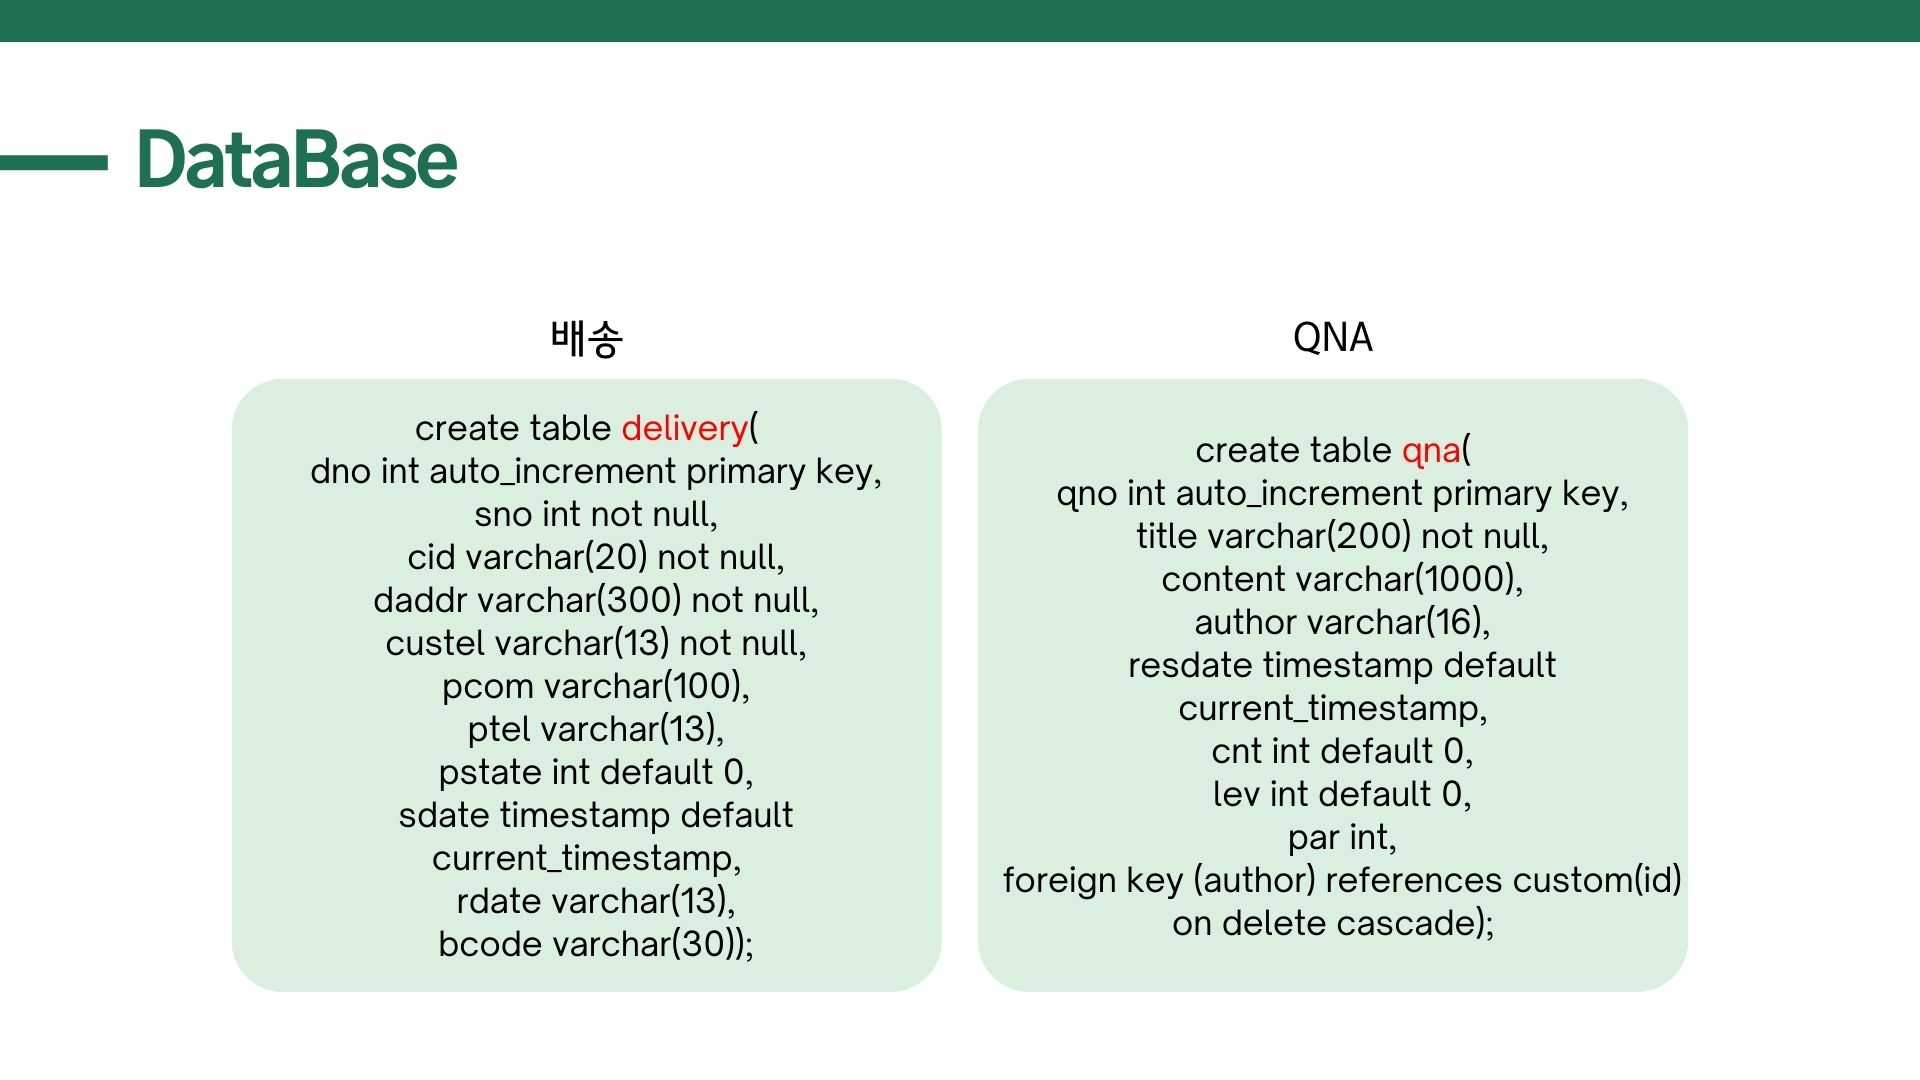 DataBase
배송
create table delivery(
dno int auto_increment primary key,
sno int not null,
cid varchar(20) not null,
daddr varchar(300) not null,
custel varchar(13) not null,
pcom varchar(100),
ptel varchar(13),
pstate int default 0,
sdate timestamp default
current_timestamp,
rdate varchar(13),
bcode varchar(30));
QNA
create table qna(
qno int auto_increment primary key,
title varchar(200) not null,
content varchar(1000),
author varchar(16),
resdate timestamp default
current_timestamp,
cnt int default 0,
lev int default 0,
par int,
foreign key (author) references custom(id)
on delete cascade);